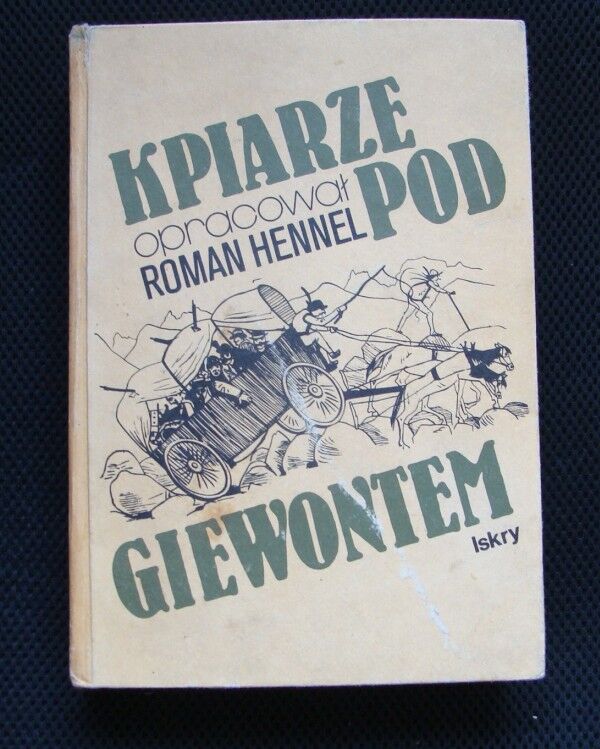 KPIARZE
opracował
ROMAN HENNEL
POD
GIEWONTEM
Iskry